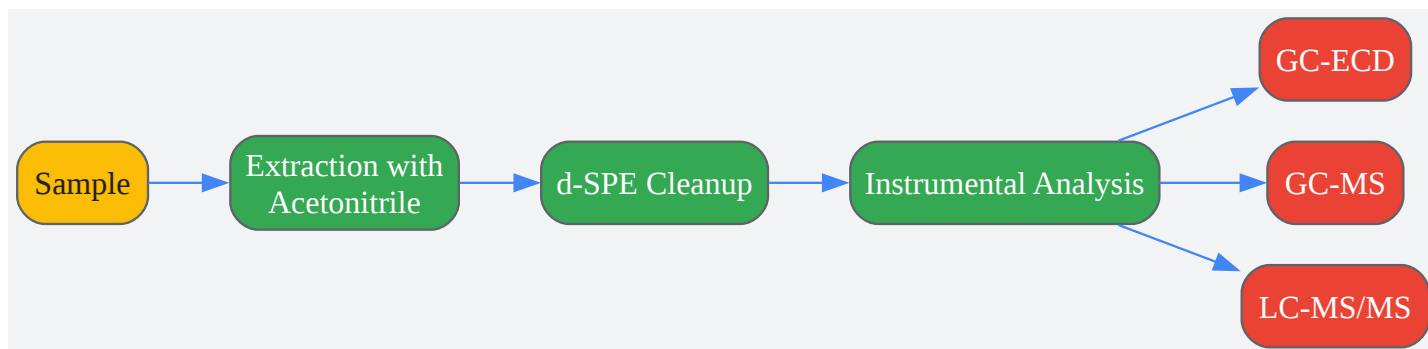 Sample
Extraction with
Acetonitrile
d-SPE Cleanup
Instrumental Analysis
GC-ECD
GC-MS
LC-MS/MS